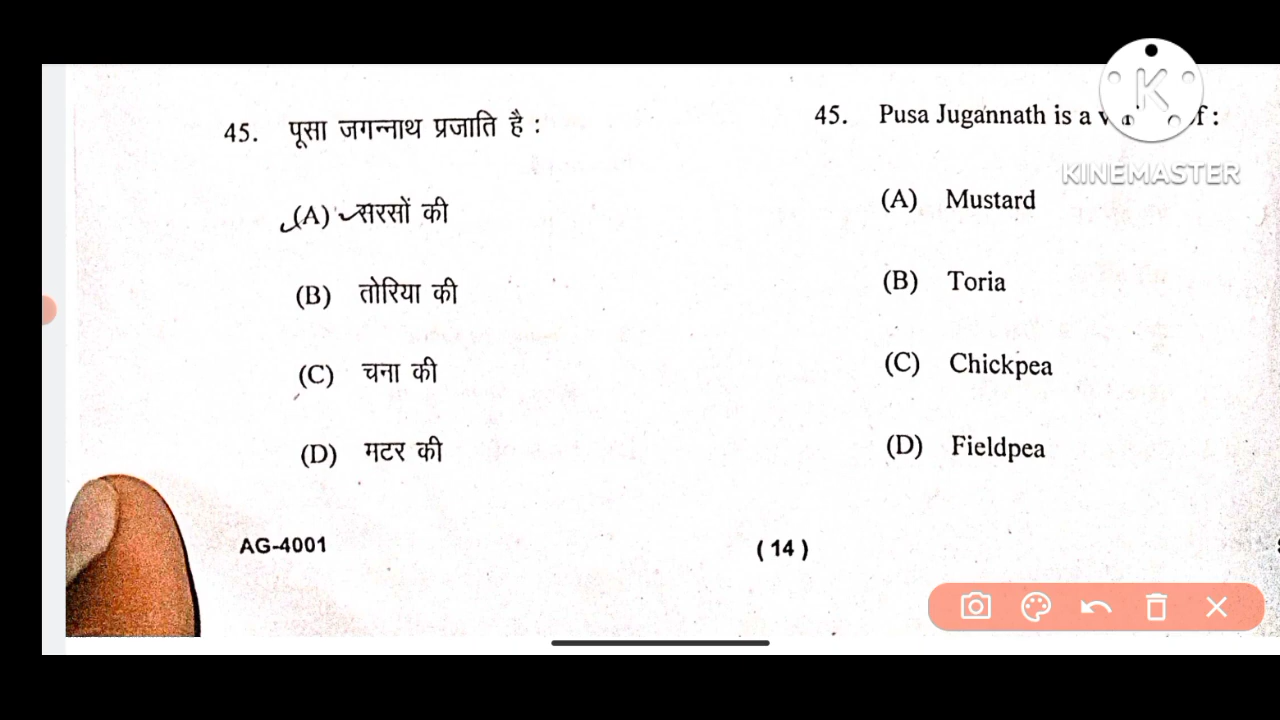 45. पूसा जगन्नाथ प्रजाति है :
(A) सरसों की
(B) तोरिया की
(C) चना की
(D) मटर की
AG-4001
45. Pusa Jugannath is a :
(A) Mustard
(B) Toria
(C) Chickpea
(D) Fieldpea
( 14 )
K
KINEMASTER